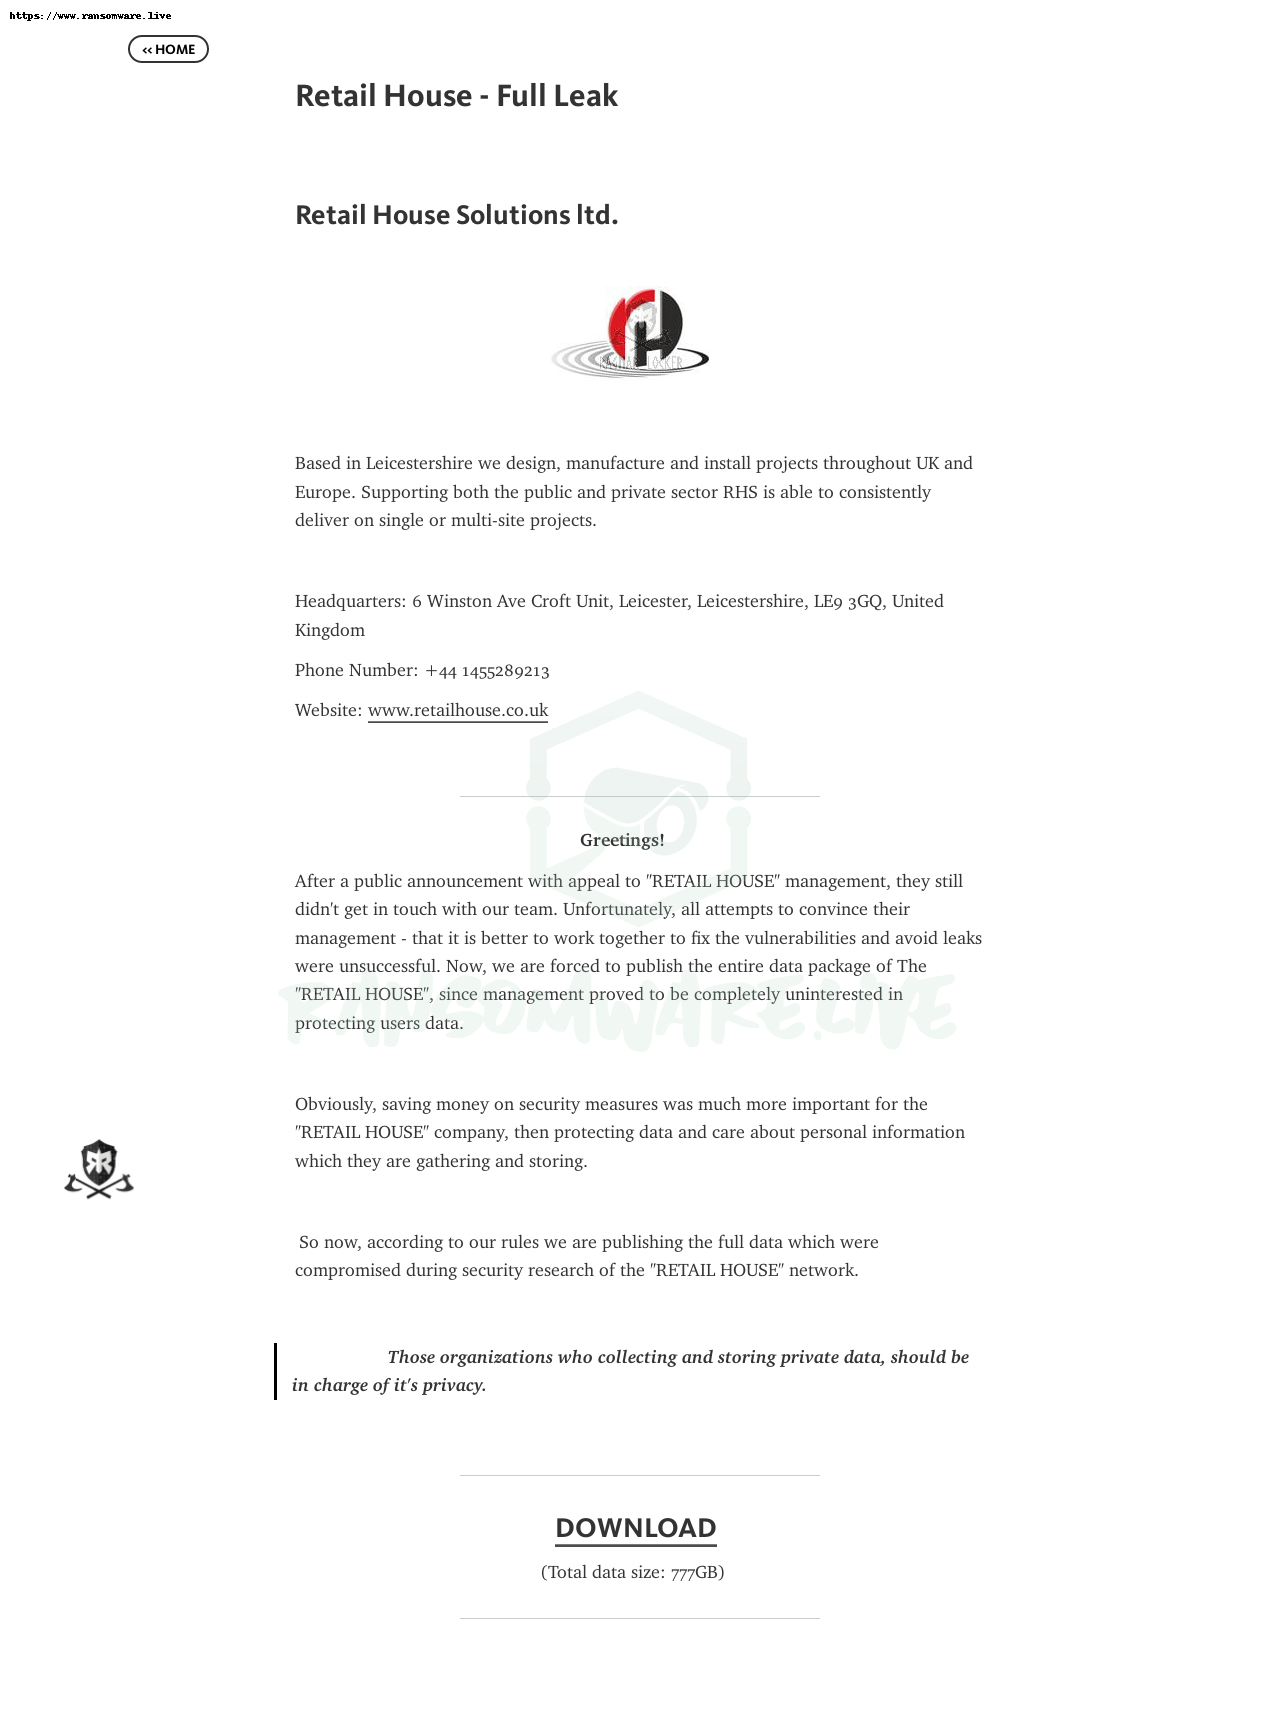 https://www.ransomware.live
<< HOME
Retail House - Full Leak
Retail House Solutions ltd.
RAGNAR LOCKER
Based in Leicestershire we design, manufacture and install projects throughout UK and
Europe. Supporting both the public and private sector RHS is able to consistently
deliver on single or multi-site projects.
Headquarters: 6 Winston Ave Croft Unit, Leicester, Leicestershire, LE9 3GQ, United
Kingdom
Phone Number: +44 1455289213
Website: www.retailhouse.co.uk
Greetings!
After a public announcement with appeal to "RETAIL HOUSE" management, they still
didn't get in touch with our team. Unfortunately, all attempts to convince their
management - that it is better to work together to fix the vulnerabilities and avoid leaks
were unsuccessful. Now, we are forced to publish the entire data package of The
"RETAIL HOUSE", since management proved to be completely uninterested in
protecting users data.
RANSOMWARE.LIVE
Obviously, saving money on security measures was much more important for the
"RETAIL HOUSE" company, then protecting data and care about personal information
which they are gathering and storing.
So now, according to our rules we are publishing the full data which were
compromised during security research of the "RETAIL HOUSE" network.
Those organizations who collecting and storing private data, should be
in charge of it's privacy.
DOWNLOAD
(Total data size: 777GB)